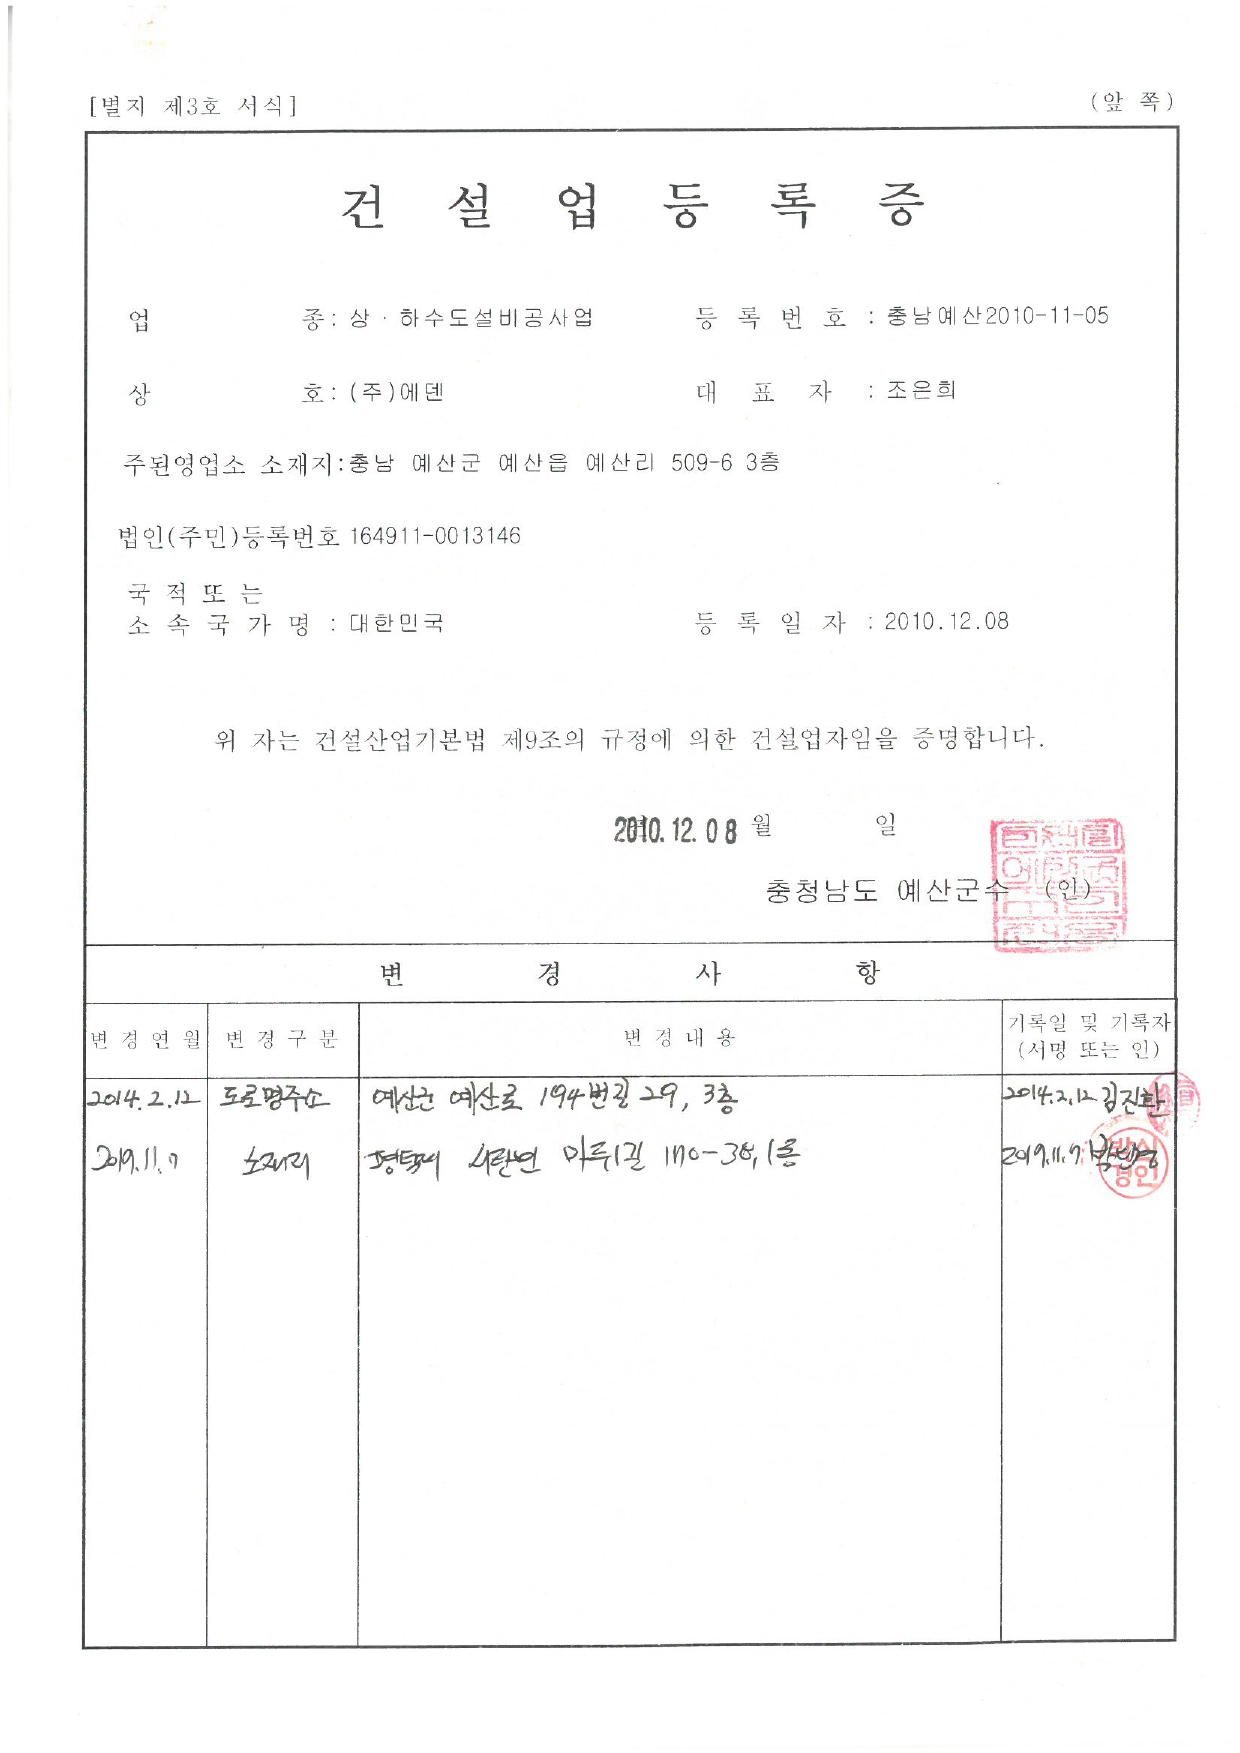 [별지 제3호 서식]
(앞 쪽)
건 설 업 등 록 증
업 종: 상·하수도설비공사업 등 록 번 호 : 충남예산2010-11-05
상 호: (주)에덴 대 표 자 : 조은희
주된영업소 소재지:충남 예산군 예산읍 예산리 509-6 3층
법인(주민)등록번호 164911-0013146
국 적 또 는
소 속 국 가 명 : 대한민국 등 록 일 자 : 2010.12.08
위 자는 건설산업기본법 제9조의 규정에 의한 건설업자임을 증명합니다.
2010.12.08 월 일
충청남도 예산군수 (인)
변 경 사 항
변 경 연 월 변 경 구 분 변 경 내 용 기록일 및 기록자
(서명 또는 인)
2014.2.12 도로명주소 예산군 예산로 194번길 29, 3층 2014.2.12 김진환
2019.11.7 소재지 평택시 마루1길 170-38, 1층 2019.11.7